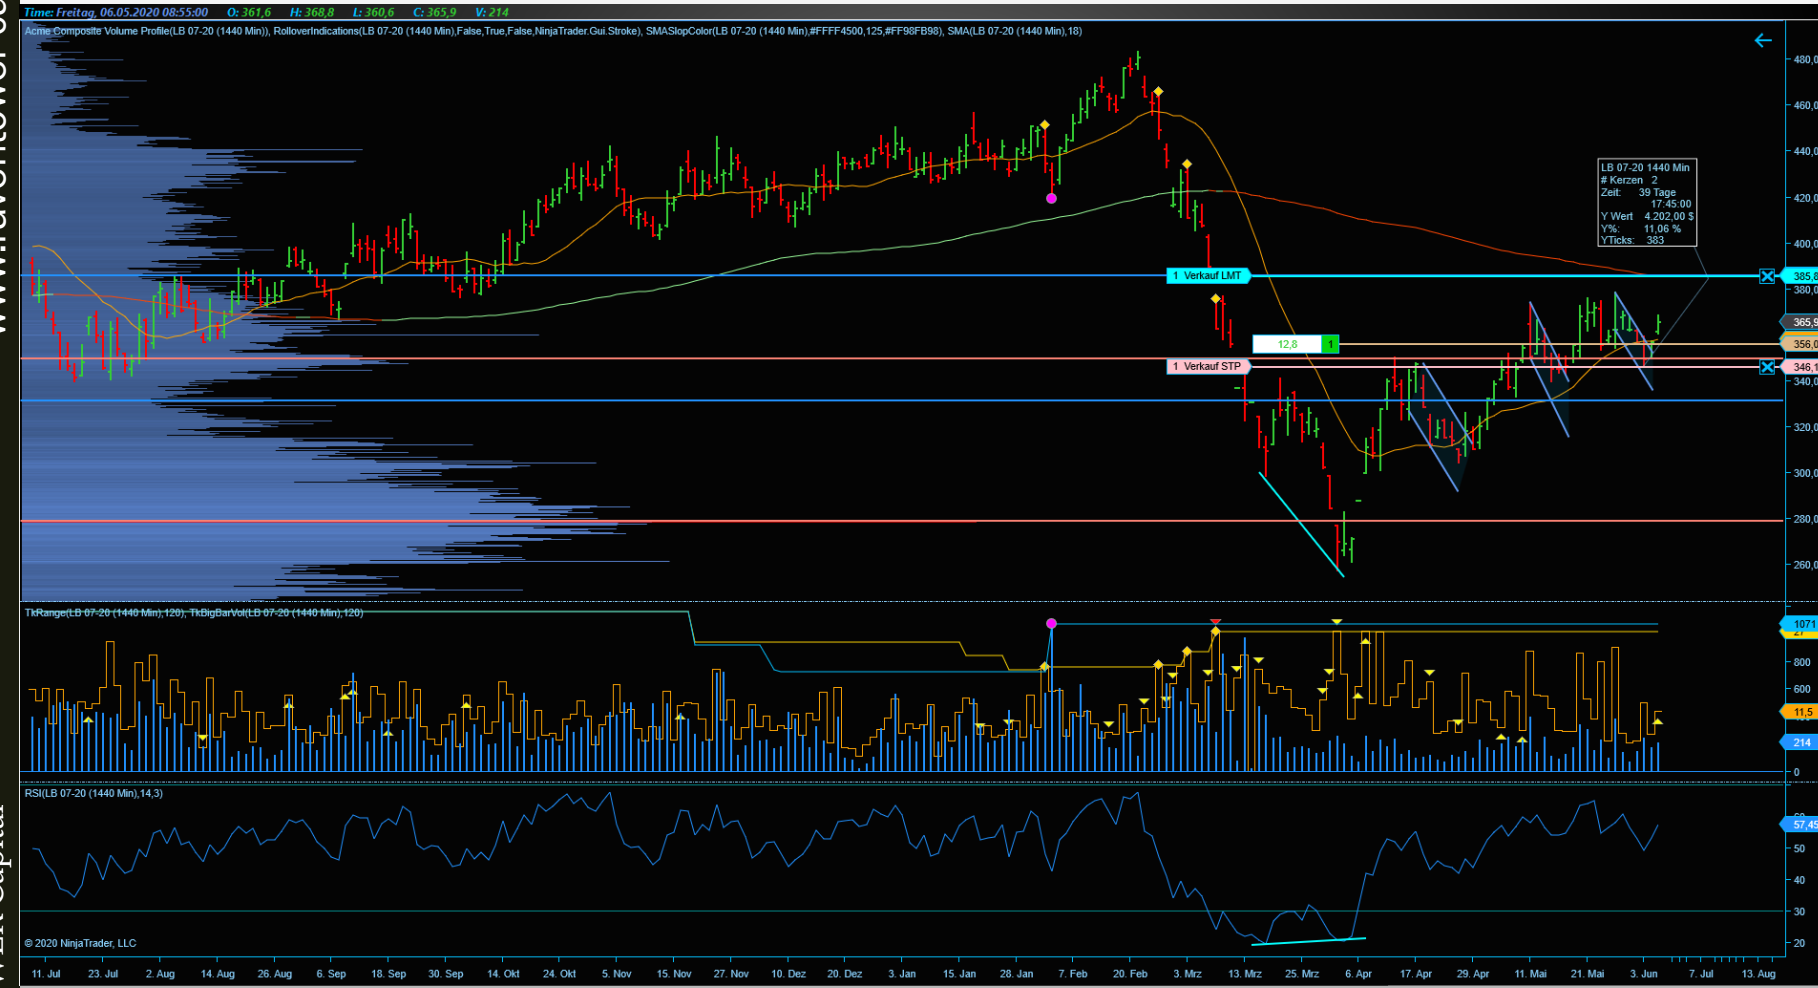 Time: Freitag, 06.05.2020 08:55:00 O: 361,6 H: 368,8 L: 360,6 C: 365,9 V: 214
Acme Composite Volume Profile(LB 07-20 (1440 Min)), RolloverIndications(LB 07-20 (1440 Min),False,True,False,NinjaTrader.Gui.Stroke), SMASlopColor(LB 07-20 (1440 Min),#FFFF4500,125,#FF98FB98), SMA(LB 07-20 (1440 Min),18)
480,0
460,0
440,0
420,0
400,0
385,8
380,0
365,9
356,0
346,1
340,0
320,0
300,0
280,0
260,0
LB 07-20 1440 Min
# Kerzen 2
Zeit: 39 Tage
17:45:00
Y Wert 4.202,00 $
Y%: 11,06 %
YTicks: 383
1 Verkauf LMT
12,8 1
1 Verkauf STP
TkRange(LB 07-20 (1440 Min),120), TkBigBarVol(LB 07-20 (1440 Min),120)
1071
27
800
600
11,5
214
0
RSI(LB 07-20 (1440 Min),14,3)
57,45
50
40
30
20
© 2020 NinjaTrader, LLC
11. Jul 23. Jul 2. Aug 14. Aug 26. Aug 6. Sep 18. Sep 30. Sep 14. Okt 24. Okt 5. Nov 15. Nov 27. Nov 10. Dez 20. Dez 3. Jan 15. Jan 28. Jan 7. Feb 20. Feb 3. Mrz 13. Mrz 25. Mrz 6. Apr 17. Apr 29. Apr 11. Mai 21. Mai 3. Jun 7. Jul 13. Aug